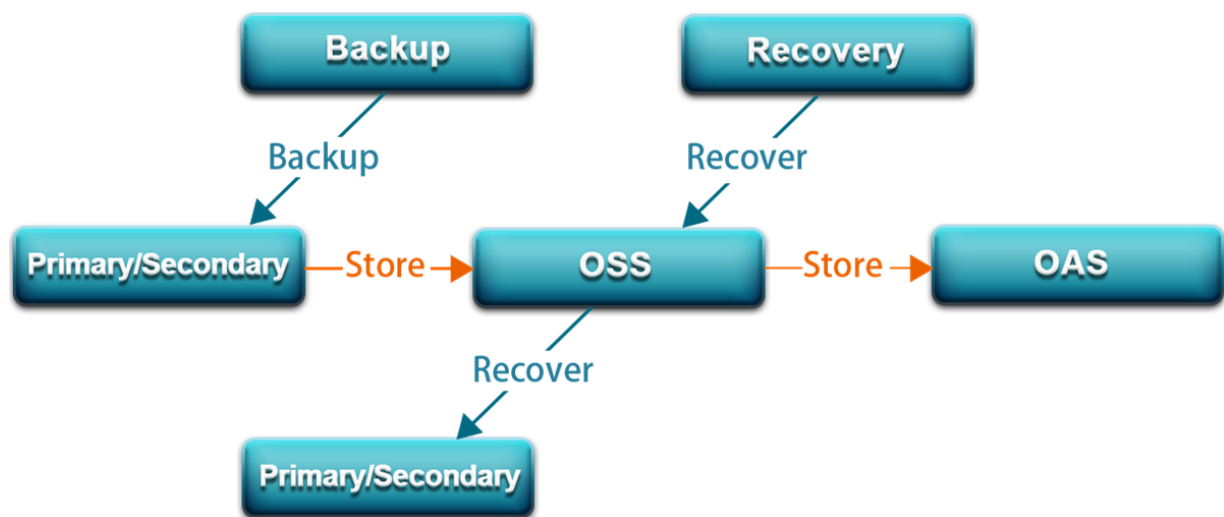 Backup
Recovery
Backup
Recover
Primary/Secondary
Store
OSS
Store
OAS
Recover
Primary/Secondary